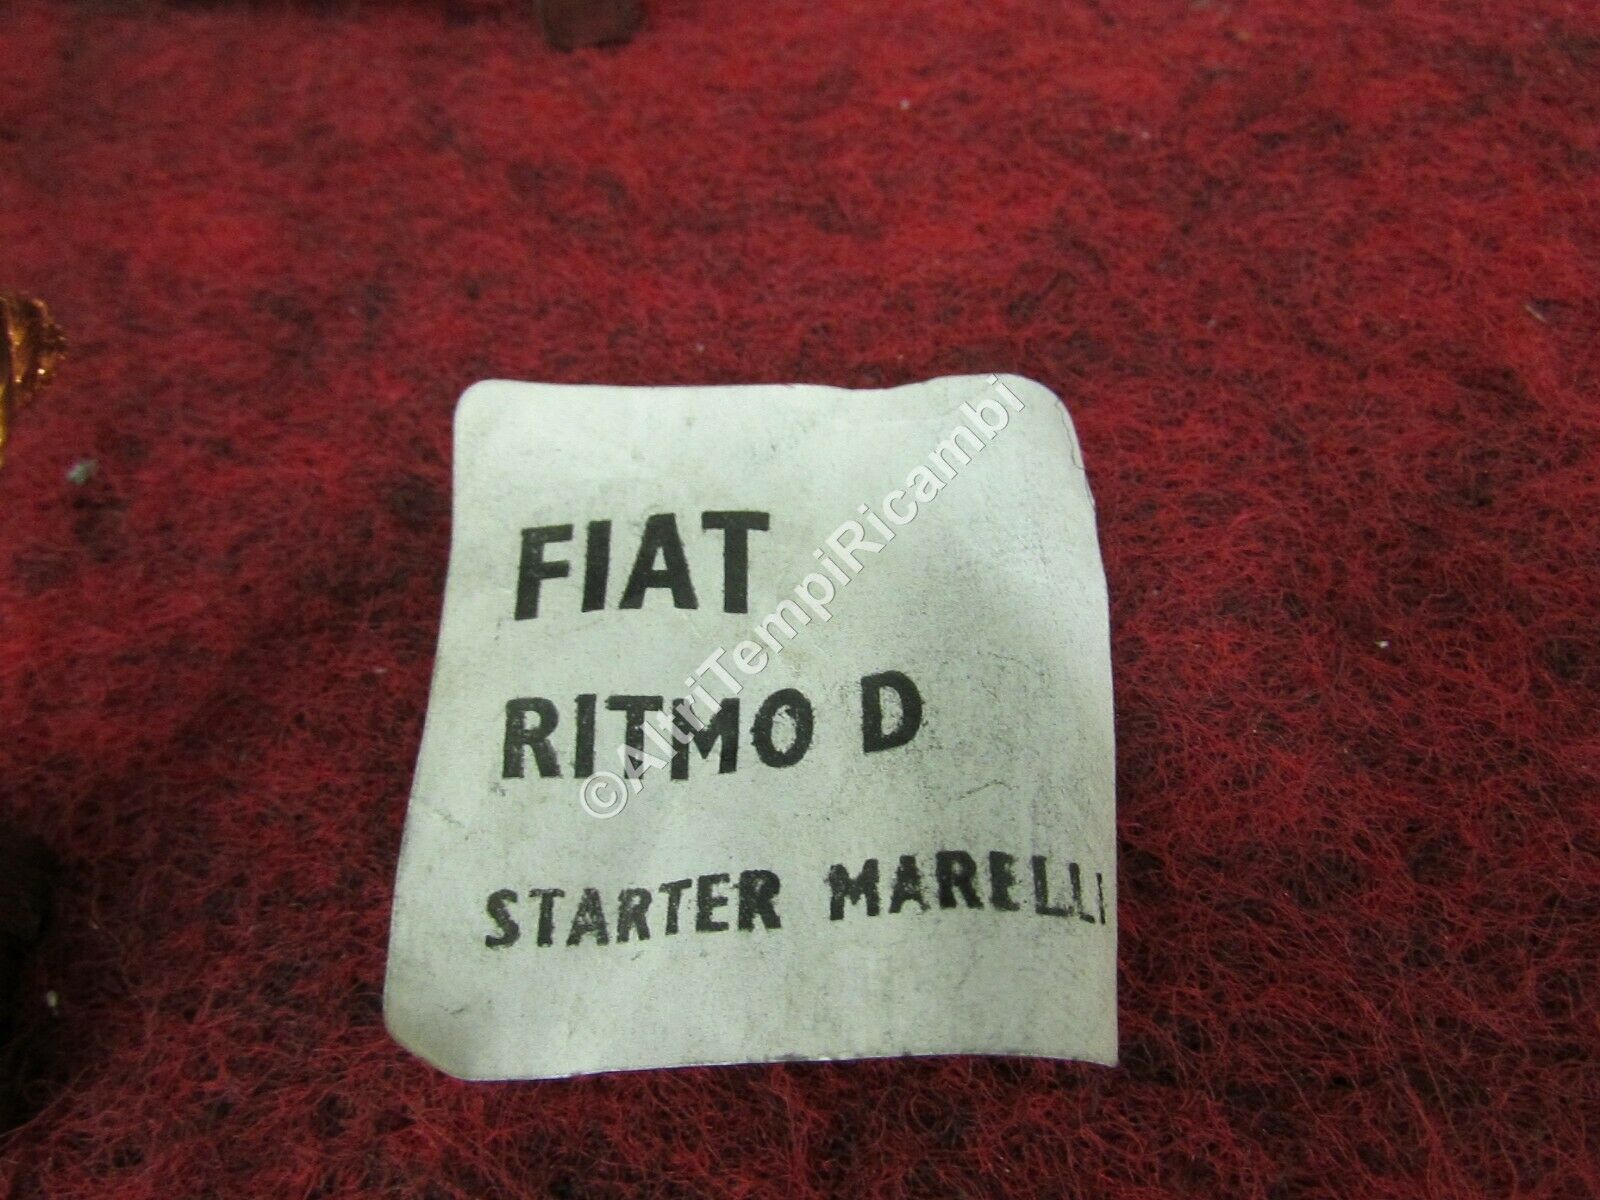 FIAT
RITMO D
STARTER MARELLI
©AltriTempiRicambi